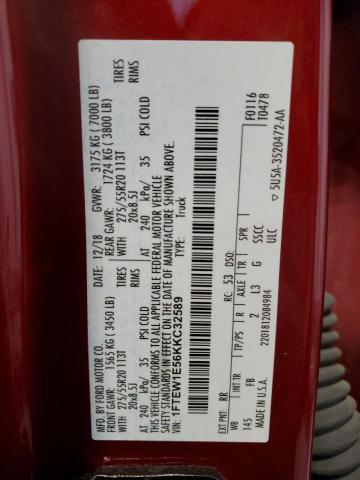 MFD. BY FORD MOTOR CO.
DATE: 12/18 GVWR: 3175 KG (7000 LB)
FRONT GAWR: 1565 KG (3450 LB) REAR GAWR: 1724 KG (3800 LB)
WITH 275/55R20 113T TIRES WITH 275/55R20 113T TIRES
20x8.5J RIMS 20x8.5J RIMS
AT 240 kPa/ 35 PSI COLD AT 240 kPa/ 35 PSI COLD
THIS VEHICLE CONFORMS TO ALL APPLICABLE FEDERAL MOTOR VEHICLE
SAFETY STANDARDS IN EFFECT ON THE DATE OF MANUFACTURE SHOWN ABOVE.
VIN: 1FTEW1E56KKC32589
TYPE: Truck
F0116
T0478
EXT PNT: RR RC: 53 DSO:
WB INT TR TP/PS R AXLE TR SPR
145 FB 2 13 G SSCC
ULC
MADE IN U.S.A. 2201812084984
5U5A-3520472-AA